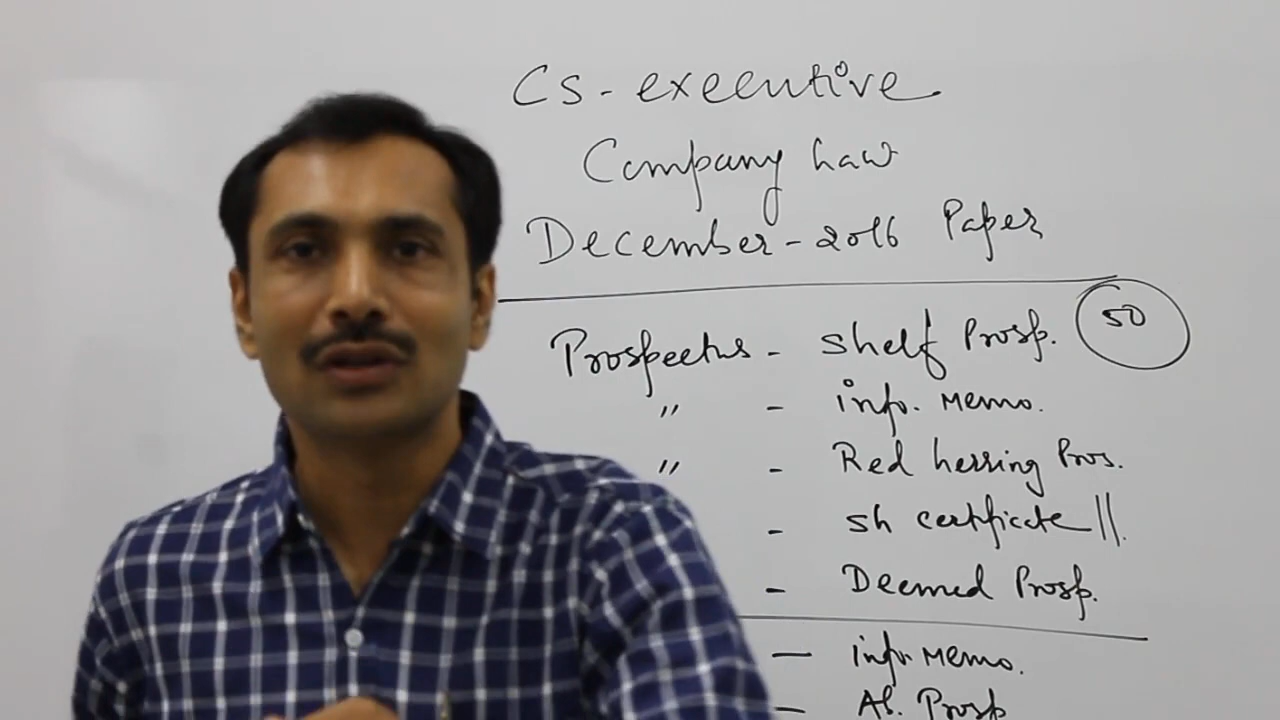 CS - executive
Company Law
December - 2016 Paper
50
Prospectus - Shelf Prosp.
" - info. Memo.
" - Red herring Pros.
- sh certificate ||.
- Deemed Prosp.
- info Memo.
- Ab. Prosp